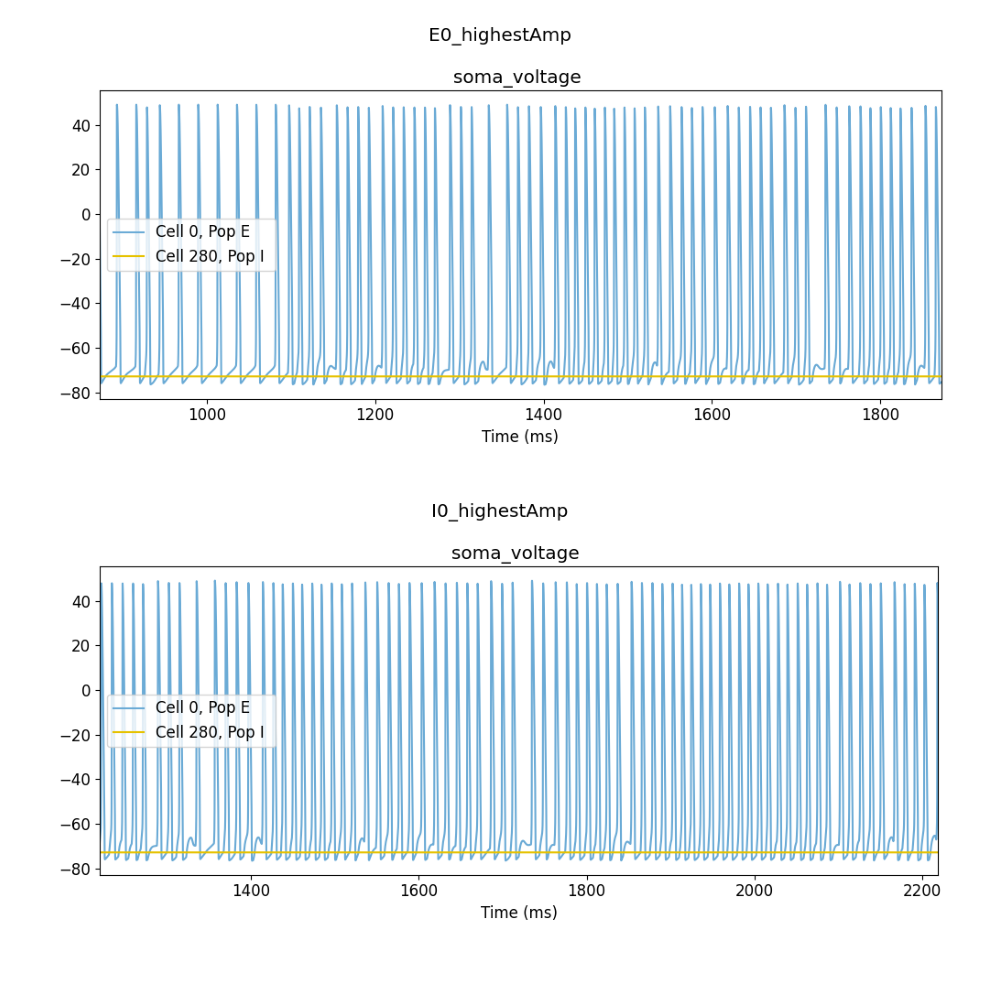 E0_highestAmp
soma_voltage
40
20
0
−20
−40
−60
−80
Cell 0, Pop E
Cell 280, Pop I
1000 1200 1400 1600 1800
Time (ms)
I0_highestAmp
soma_voltage
40
20
0
−20
−40
−60
−80
Cell 0, Pop E
Cell 280, Pop I
1400 1600 1800 2000 2200
Time (ms)